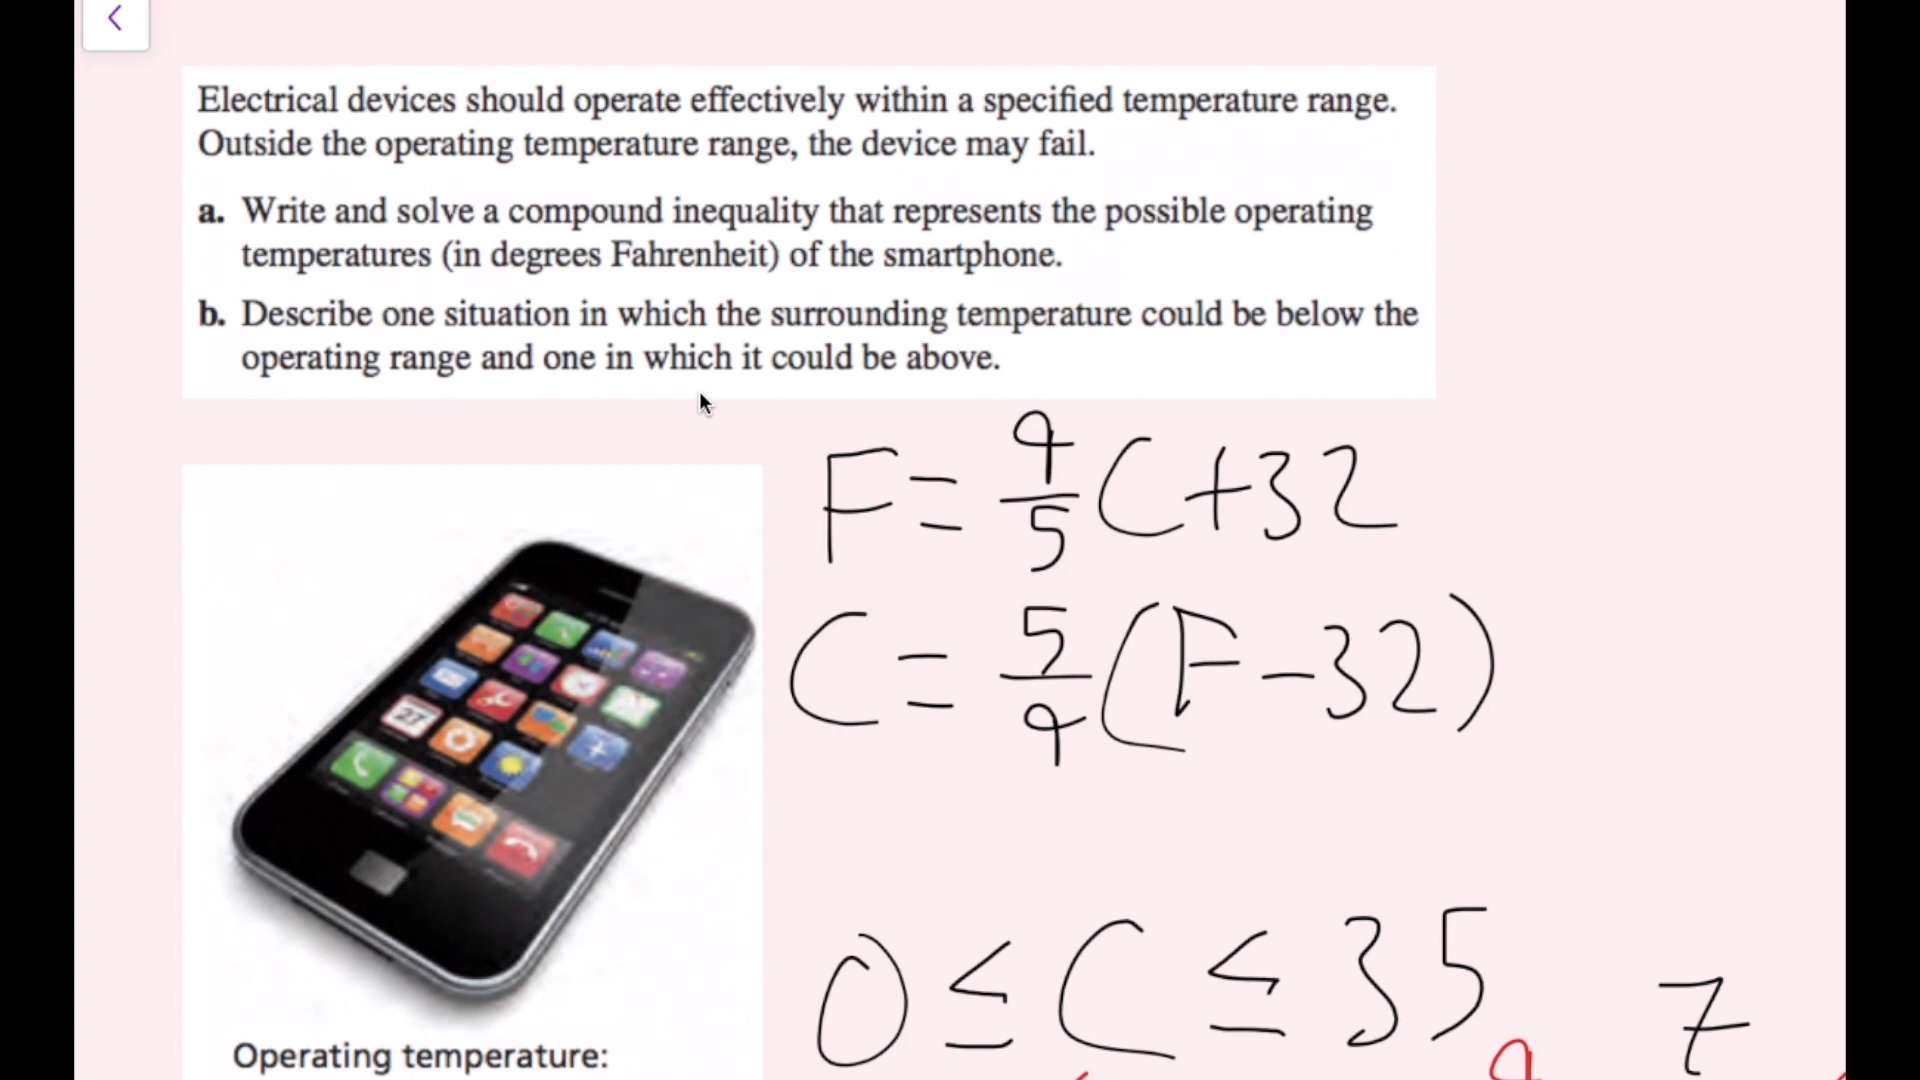 Electrical devices should operate effectively within a specified temperature range.
Outside the operating temperature range, the device may fail.
a. Write and solve a compound inequality that represents the possible operating
temperatures (in degrees Fahrenheit) of the smartphone.
b. Describe one situation in which the surrounding temperature could be below the
operating range and one in which it could be above.
F = 9/5 C + 32
C = 5/9 (F - 32)
27
0 ≤ C ≤ 35
7
9
Operating temperature: